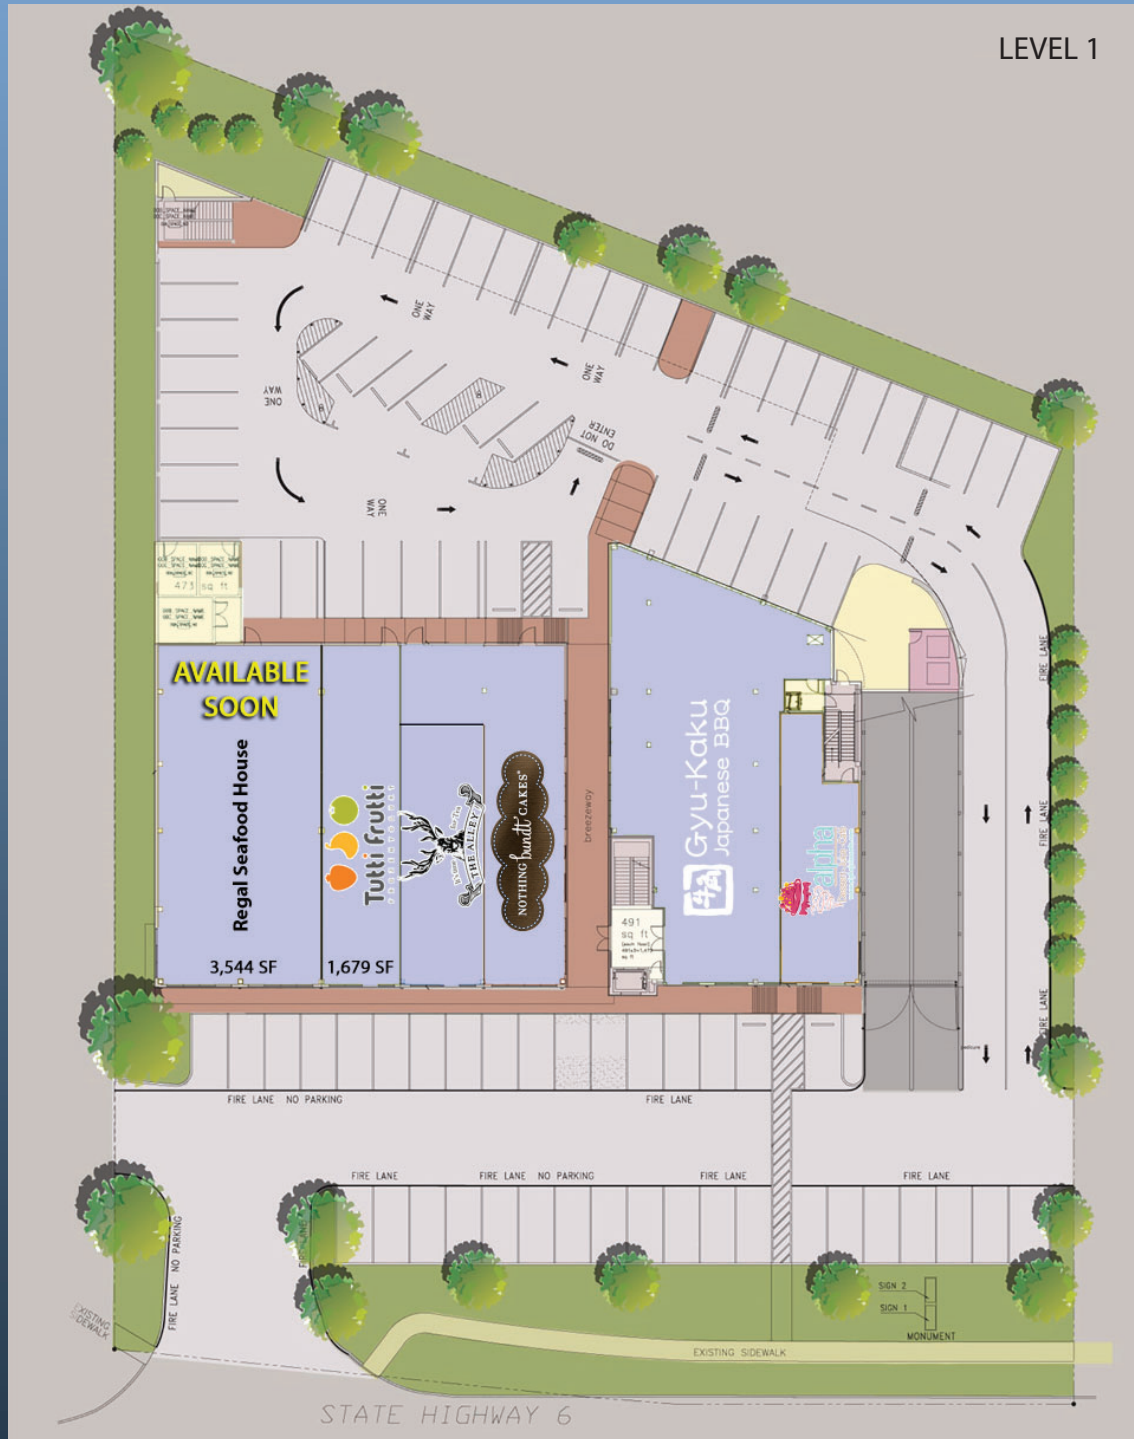 LEVEL 1
ONE
WAY
ONE
WAY
ONE
WAY
DO NOT
ENTER
ONE
WAY
473 sq ft
AVAILABLE
SOON
Regal Seafood House
3,544 SF
Tutti Frutti
1,679 SF
THE ALLEY
NOTHING bundt CAKES
breezeway
Gyu-Kaku
Japanese BBQ
491
sq ft
alpha
FIRE LANE
FIRE LANE
FIRE LANE
FIRE LANE NO PARKING
FIRE LANE
FIRE LANE
FIRE LANE NO PARKING
FIRE LANE
FIRE LANE
FIRE LANE NO PARKING
FIRE LANE
EXISTING
SIDEWALK
SIGN 2
SIGN 1
MONUMENT
EXISTING SIDEWALK
STATE HIGHWAY 6